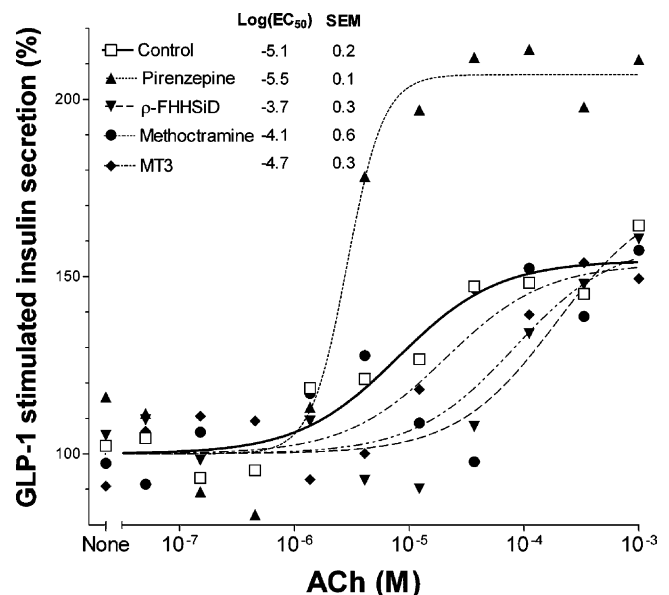 Log(EC50) SEM
Control -5.1 0.2
Pirenzepine -5.5 0.1
ρ-FHHSiD -3.7 0.3
Methoctramine -4.1 0.6
MT3 -4.7 0.3
GLP-1 stimulated insulin secretion (%)
200
150
100
None 10-7 10-6 10-5 10-4 10-3
ACh (M)